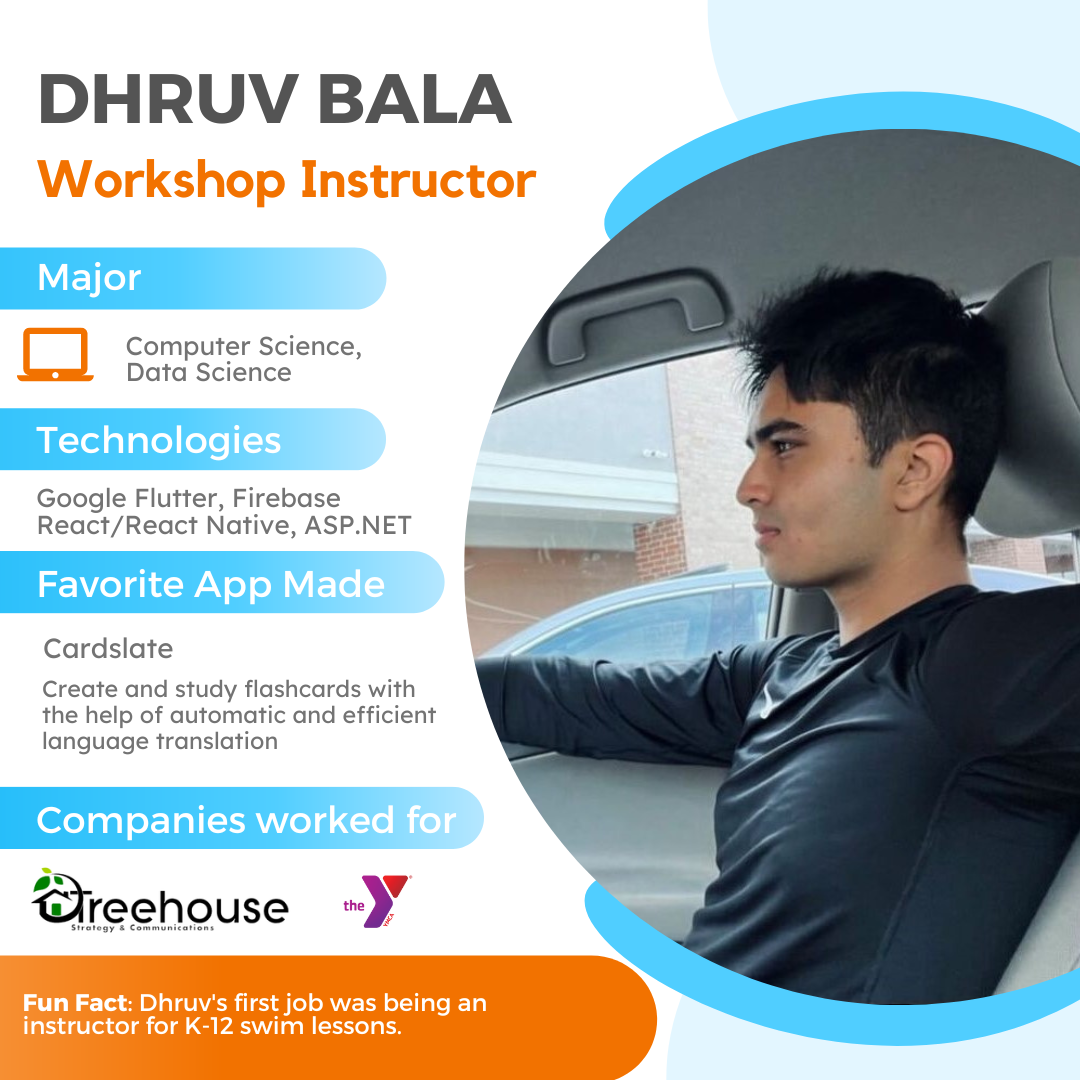 DHRUV BALA
Workshop Instructor
Major
Computer Science,
Data Science
Technologies
Google Flutter, Firebase
React/React Native, ASP.NET
Favorite App Made
Cardslate
Create and study flashcards with
the help of automatic and efficient
language translation
Companies worked for
Treehouse
Strategy & Communications
the Y
YMCA
Fun Fact: Dhruv's first job was being an
instructor for K-12 swim lessons.